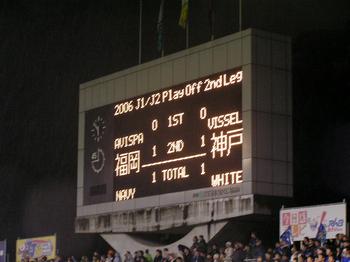 2006 J1/J2 Play Off 2nd Leg
0 1ST 0
AVISPA VISSEL
福岡 1 2ND 1 神戸
1 TOTAL 1
NAVY WHITE